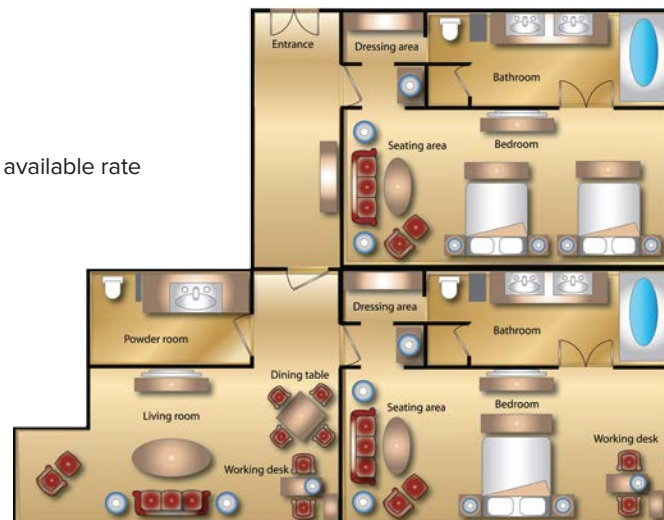 Entrance
Dressing area
Bathroom
available rate
Seating area
Bedroom
Dressing area
Powder room
Bathroom
Dining table
Living room
Seating area
Bedroom
Working desk
Working desk